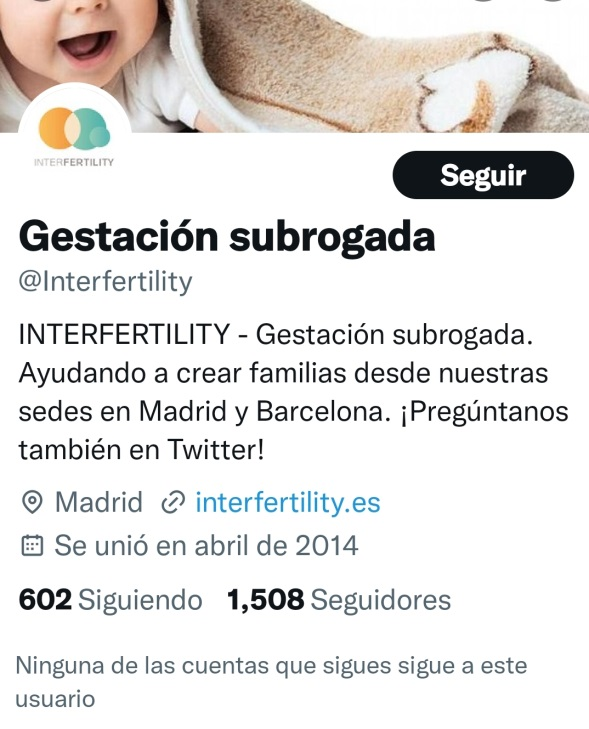 INTERFERTILITY
Seguir
Gestación subrogada
@Interfertility
INTERFERTILITY - Gestación subrogada.
Ayudando a crear familias desde nuestras
sedes en Madrid y Barcelona. ¡Pregúntanos
también en Twitter!
Madrid interfertility.es
Se unió en abril de 2014
602 Siguiendo 1,508 Seguidores
Ninguna de las cuentas que sigues sigue a este
usuario